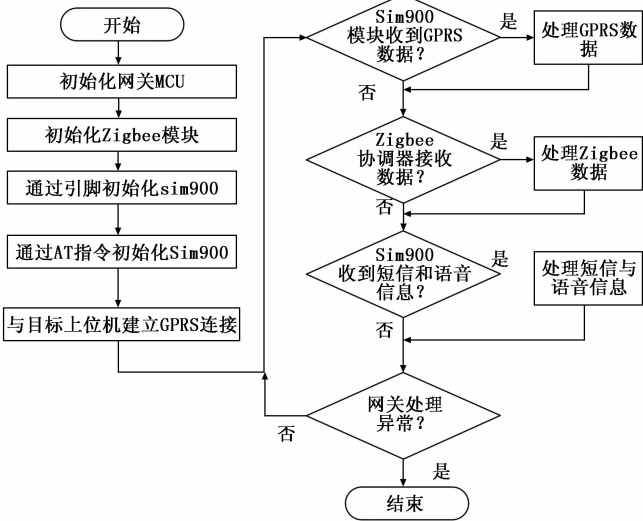 开始
初始化网关MCU
初始化Zigbee模块
通过引脚初始化sim900
通过AT指令初始化Sim900
与目标上位机建立GPRS连接
Sim900
模块收到GPRS
数据?
是
处理GPRS数
据
否
Zigbee
协调器接收
数据?
是
处理Zigbee
数据
否
Sim900
收到短信和语音
信息?
是
处理短信与
语音信息
否
网关处理
异常?
否
是
结束